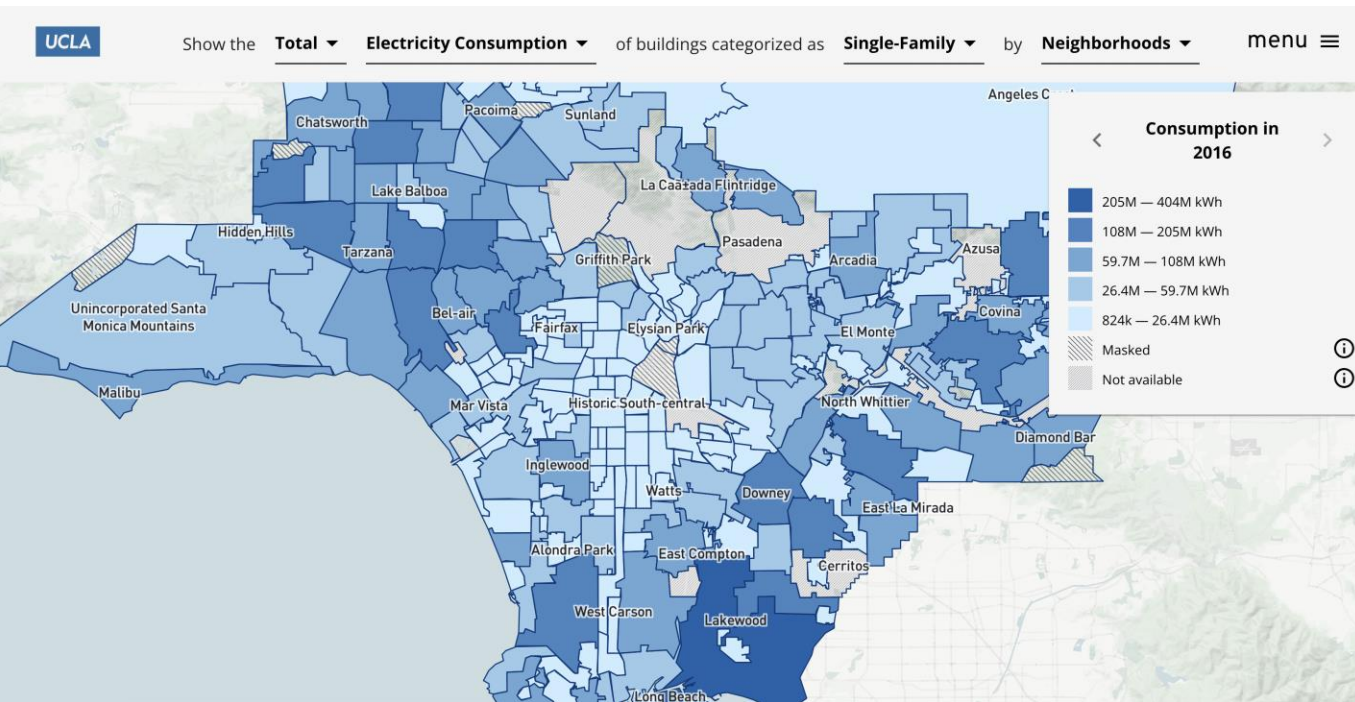 UCLA
Show the Total Electricity Consumption of buildings categorized as Single-Family by Neighborhoods menu
Angeles
Consumption in
2016
205M — 404M kWh
108M — 205M kWh
59.7M — 108M kWh
26.4M — 59.7M kWh
824k — 26.4M kWh
Masked
Not available
Pacoima
Sunland
Chatsworth
La Caã±ada Flintridge
Lake Balboa
Hidden Hills
Pasadena
Azusa
Tarzana
Griffith Park
Arcadia
Unincorporated Santa
Monica Mountains
Bel-air
Covina
Fairfax
Elysian Park
El Monte
Malibu
Mar Vista
Historic South-central
North Whittier
Diamond Bar
Inglewood
Watts
Downey
East La Mirada
Alondra Park
East Compton
Cerritos
West Carson
Lakewood
Long Beach